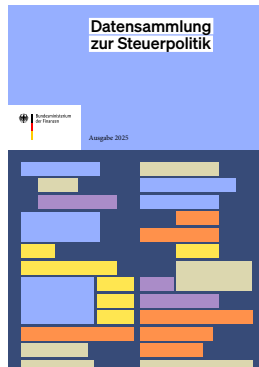 Datensammlung
zur Steuerpolitik
Bundesministerium
der Finanzen
Ausgabe 2025